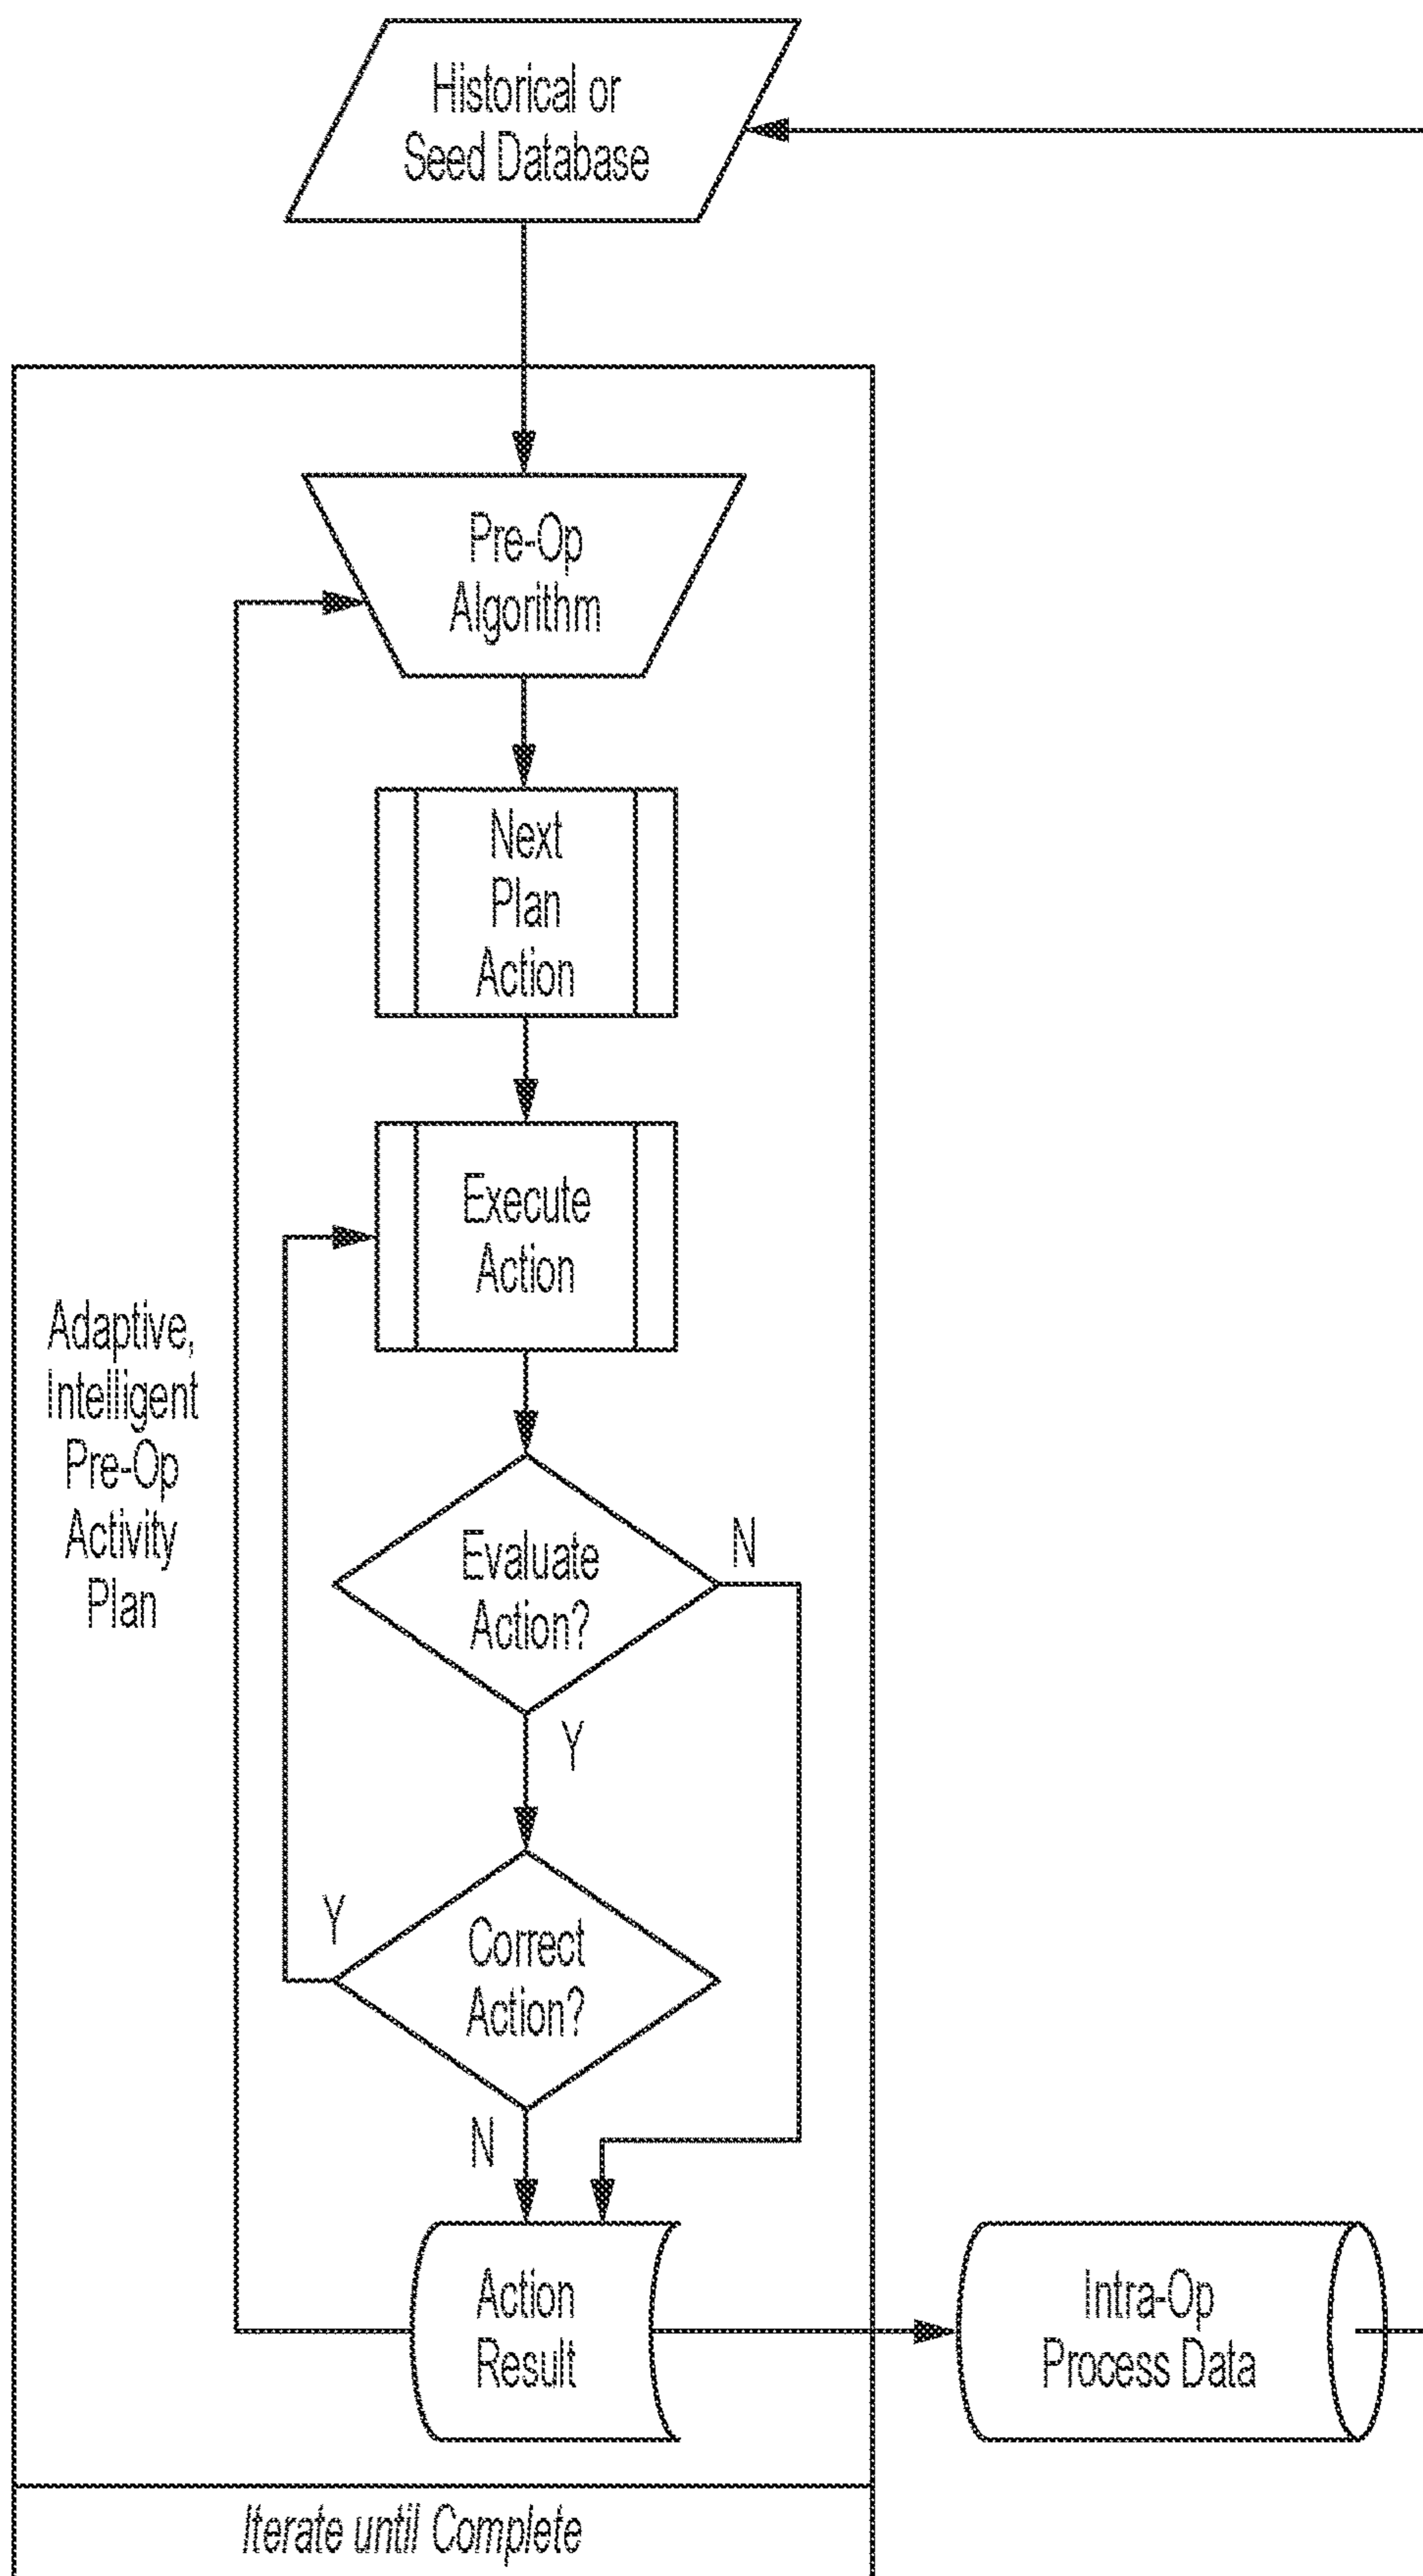 Historical or
Seed Database
Pre-Op
Algorithm
Next
Plan
Action
Execute
Action
Adaptive,
Intelligent
Pre-Op
Activity
Plan
Evaluate
Action?
N
Y
Y
Correct
Action?
N
Action
Result
Intra-Op
Process Data
Iterate until Complete